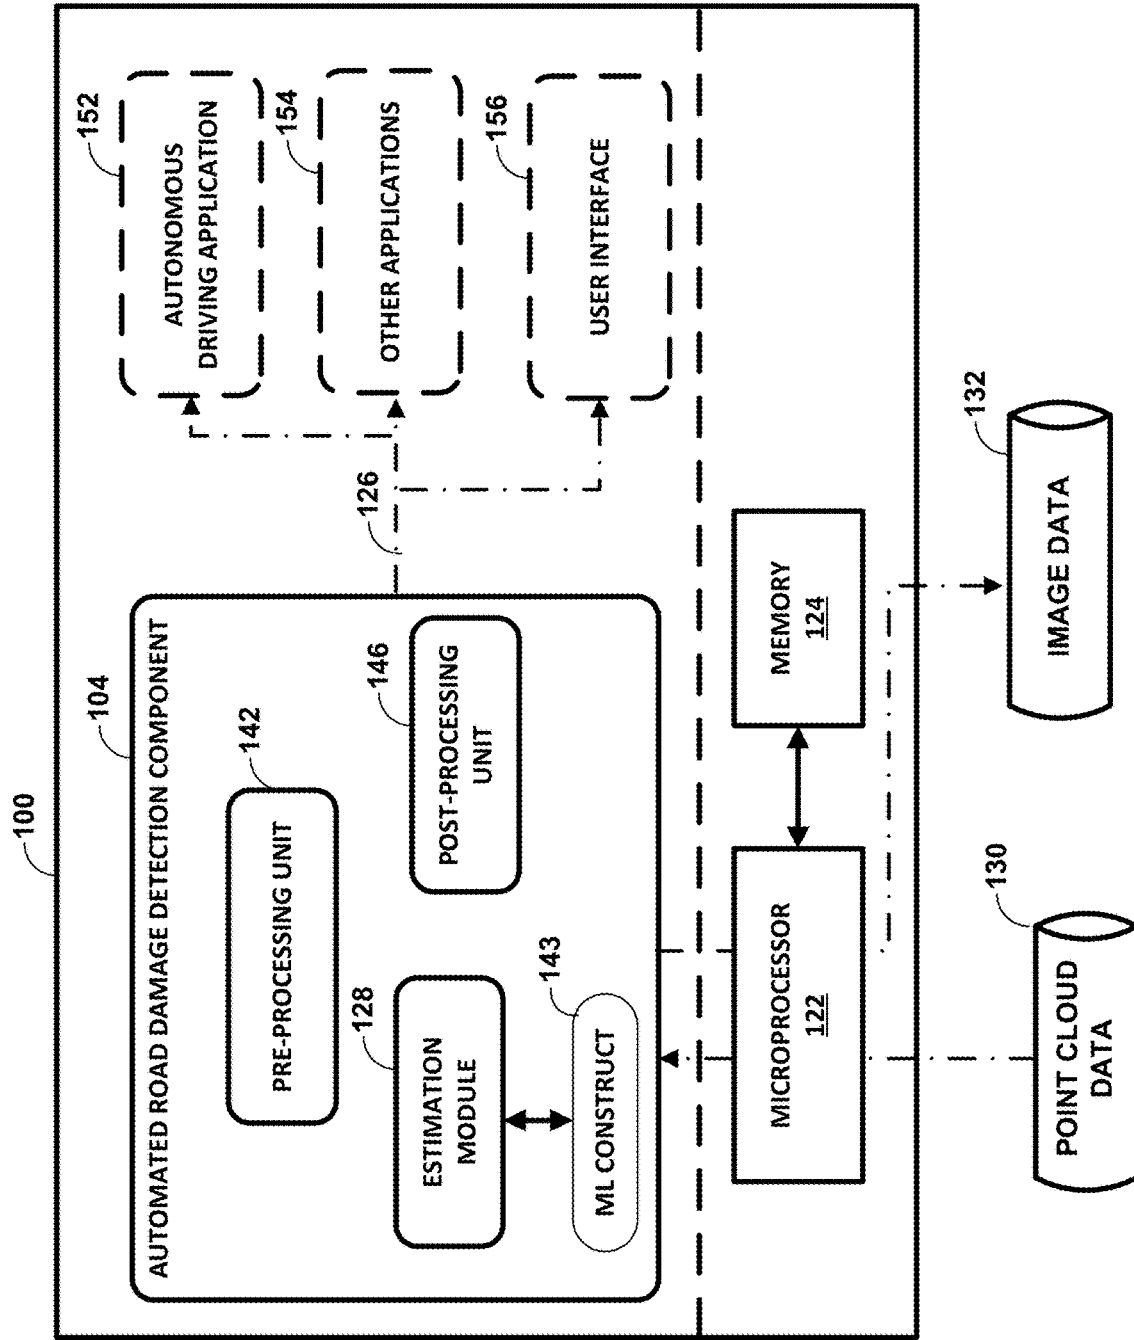 100
104
AUTOMATED ROAD DAMAGE DETECTION COMPONENT
142
PRE-PROCESSING UNIT
128
ESTIMATION
MODULE
146
POST-PROCESSING
UNIT
143
ML CONSTRUCT
126
152
AUTONOMOUS
DRIVING APPLICATION
154
OTHER APPLICATIONS
156
USER INTERFACE
MICROPROCESSOR
122
MEMORY
124
130
POINT CLOUD
DATA
132
IMAGE DATA